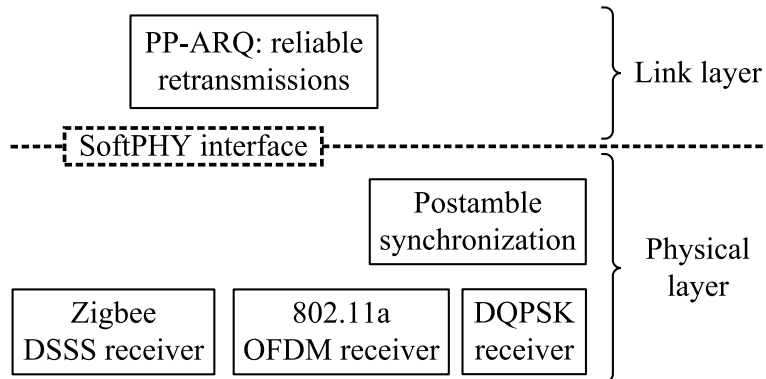 PP-ARQ: reliable
retransmissions
Link layer
SoftPHY interface
Postamble
synchronization
Physical
layer
Zigbee
DSSS receiver
802.11a
OFDM receiver
DQPSK
receiver